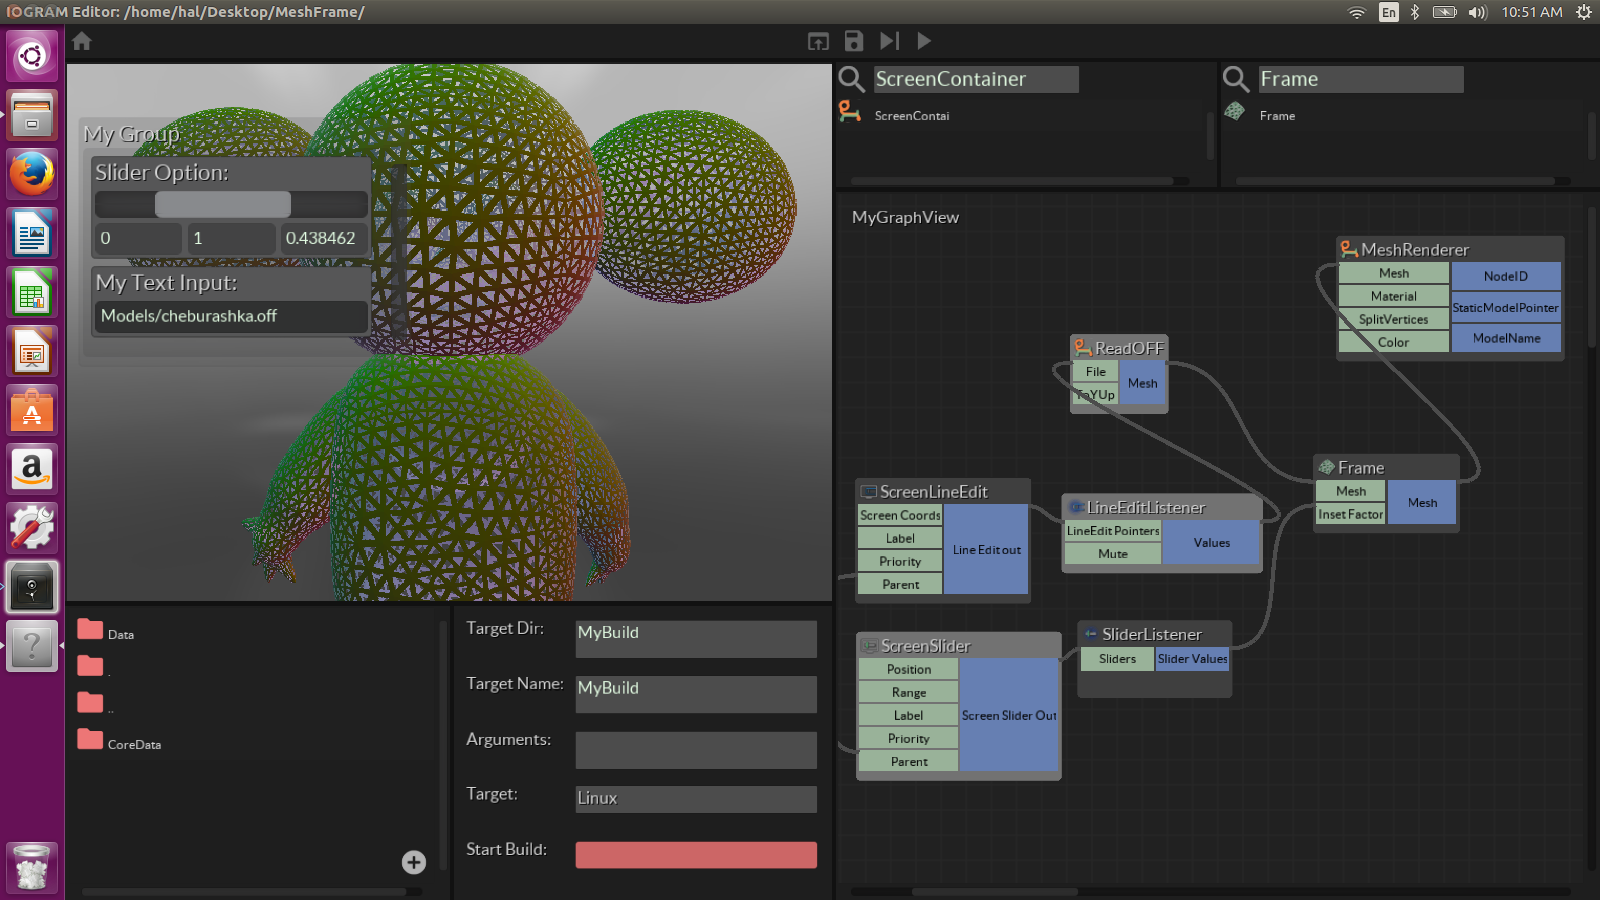 IOGRAM Editor: /home/hal/Desktop/MeshFrame/
En
10:51 AM
My Group
Slider Option:
0
1
0.438462
My Text Input:
Models/cheburashka.off
ScreenContainer
ScreenContai
Frame
Frame
MyGraphView
MeshRenderer
Mesh
Material
SplitVertices
Color
NodeID
StaticModelPointer
ModelName
ReadOFF
File
ToYUp
Mesh
Frame
Mesh
Inset Factor
Mesh
ScreenLineEdit
Screen Coords
Label
Priority
Parent
Line Edit out
LineEditListener
LineEdit Pointers
Mute
Values
ScreenSlider
Position
Range
Label
Priority
Parent
Screen Slider Out
SliderListener
Sliders
Slider Values
Data
.
..
CoreData
Target Dir:
MyBuild
Target Name:
MyBuild
Arguments:
Target:
Linux
Start Build: